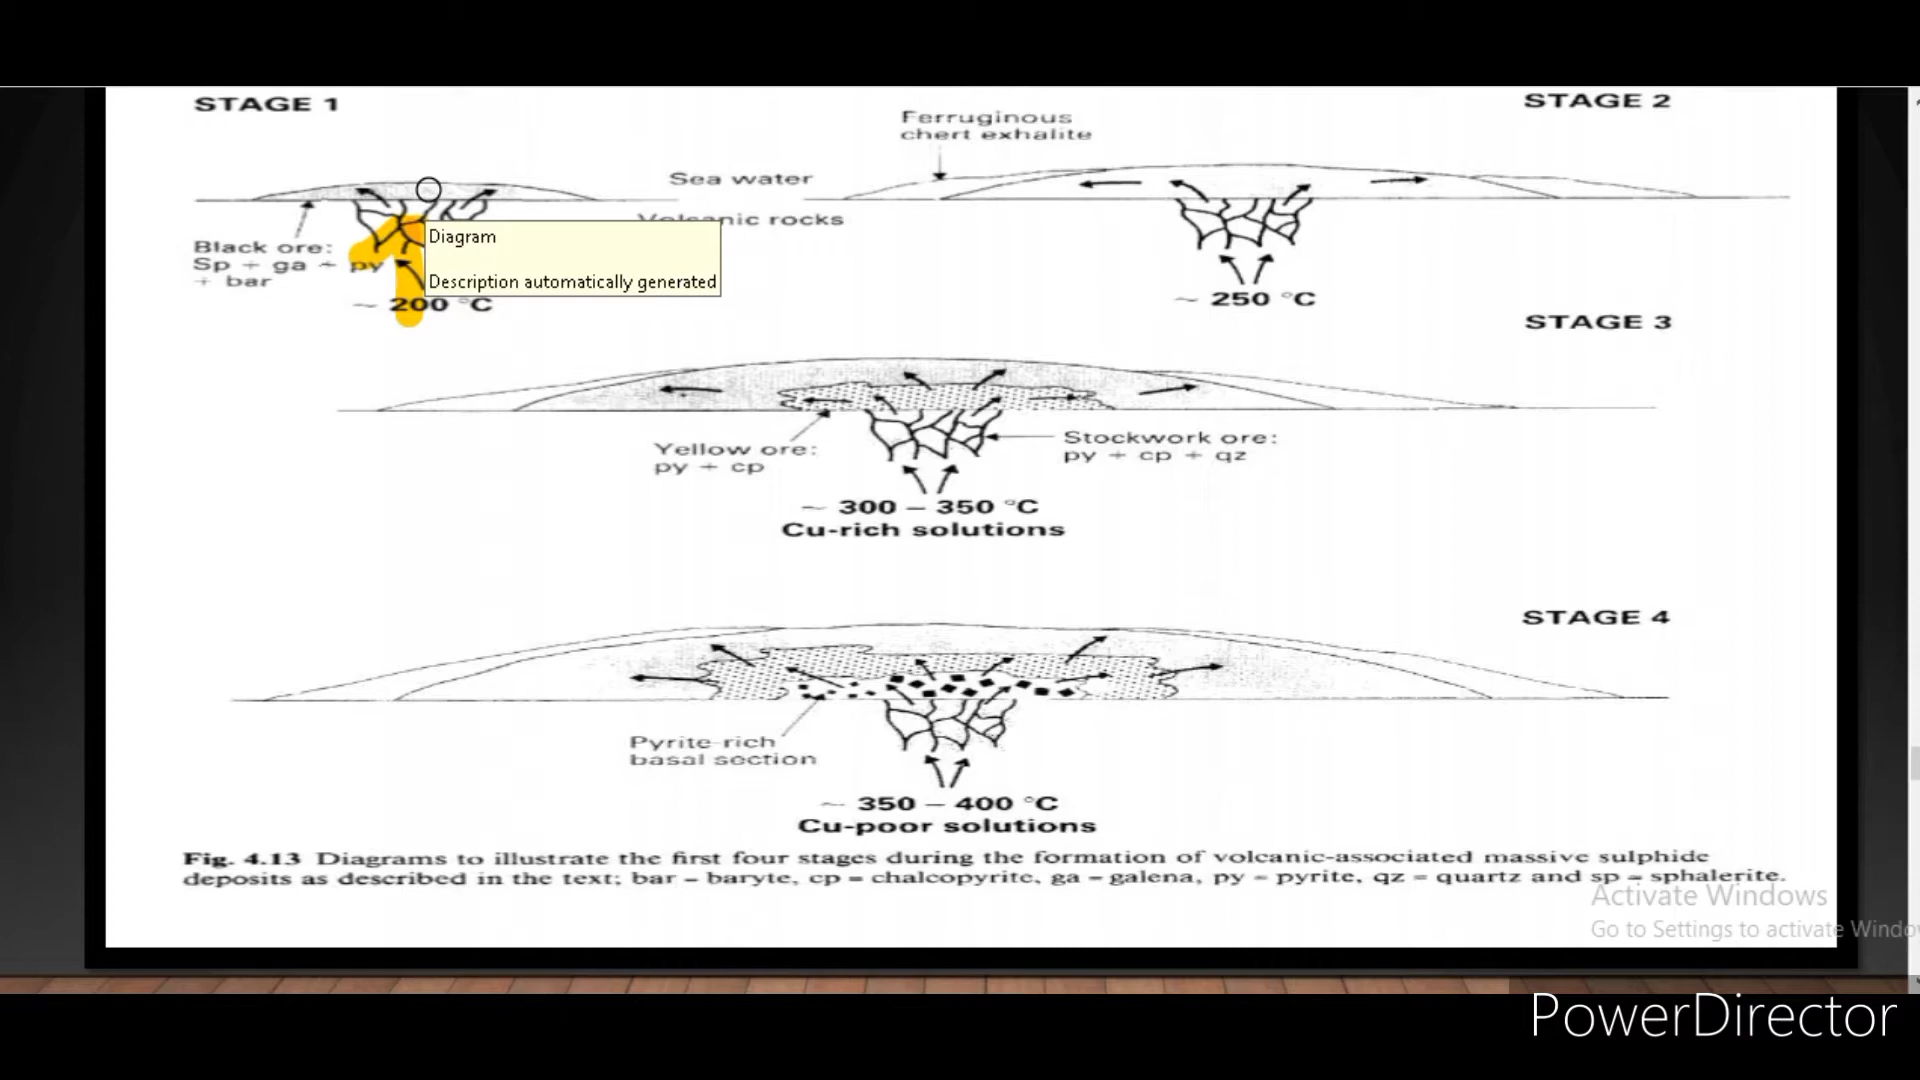 STAGE 1
STAGE 2
Ferruginous
chert exhalite
Sea water
Volcanic rocks
Black ore:
Sp + ga + py
+ bar
Diagram
Description automatically generated
~ 200 °C
~ 250 °C
STAGE 3
Yellow ore:
py + cp
Stockwork ore:
py + cp + qz
~ 300 – 350 °C
Cu-rich solutions
STAGE 4
Pyrite-rich
basal section
~ 350 – 400 °C
Cu-poor solutions
Fig. 4.13 Diagrams to illustrate the first four stages during the formation of volcanic-associated massive sulphide
deposits as described in the text; bar = baryte, cp = chalcopyrite, ga = galena, py = pyrite, qz = quartz and sp = sphalerite.
Activate Windows
Go to Settings to activate Windo
PowerDirector